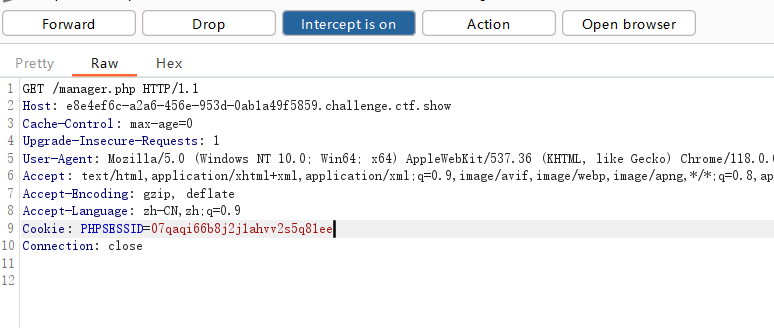 Forward Drop Intercept is on Action Open browser
Pretty Raw Hex
1 GET /manager.php HTTP/1.1
2 Host: e8e4ef6c-a2a6-456e-953d-0ab1a49f5859.challenge.ctf.show
3 Cache-Control: max-age=0
4 Upgrade-Insecure-Requests: 1
5 User-Agent: Mozilla/5.0 (Windows NT 10.0; Win64; x64) AppleWebKit/537.36 (KHTML, like Gecko) Chrome/118.0.
6 Accept: text/html,application/xhtml+xml,application/xml;q=0.9,image/avif,image/webp,image/apng,*/*;q=0.8,ap
7 Accept-Encoding: gzip, deflate
8 Accept-Language: zh-CN,zh;q=0.9
9 Cookie: PHPSESSID=07qaqi66b8j2j1ahvv2s5q81ee
10 Connection: close
11
12